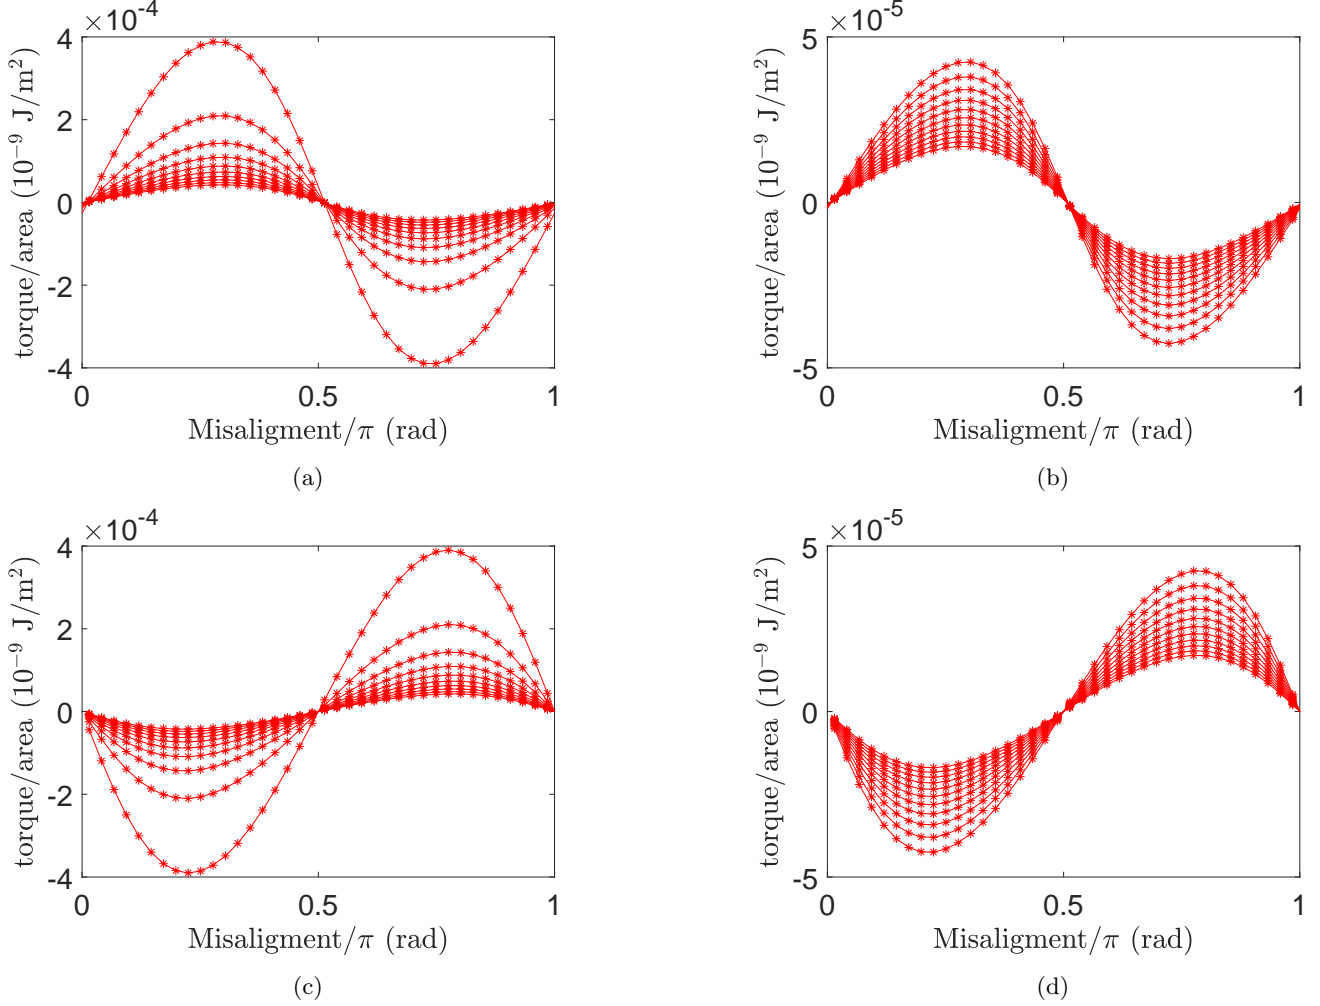 ×10⁻⁴
4
2
0
-2
-4
0 0.5 1
torque/area (10⁻⁹ J/m²)
Misaligment/π (rad)
(a)
×10⁻⁵
5
0
-5
0 0.5 1
torque/area (10⁻⁹ J/m²)
Misaligment/π (rad)
(b)
×10⁻⁴
4
2
0
-2
-4
0 0.5 1
torque/area (10⁻⁹ J/m²)
Misaligment/π (rad)
(c)
×10⁻⁵
5
0
-5
0 0.5 1
torque/area (10⁻⁹ J/m²)
Misaligment/π (rad)
(d)